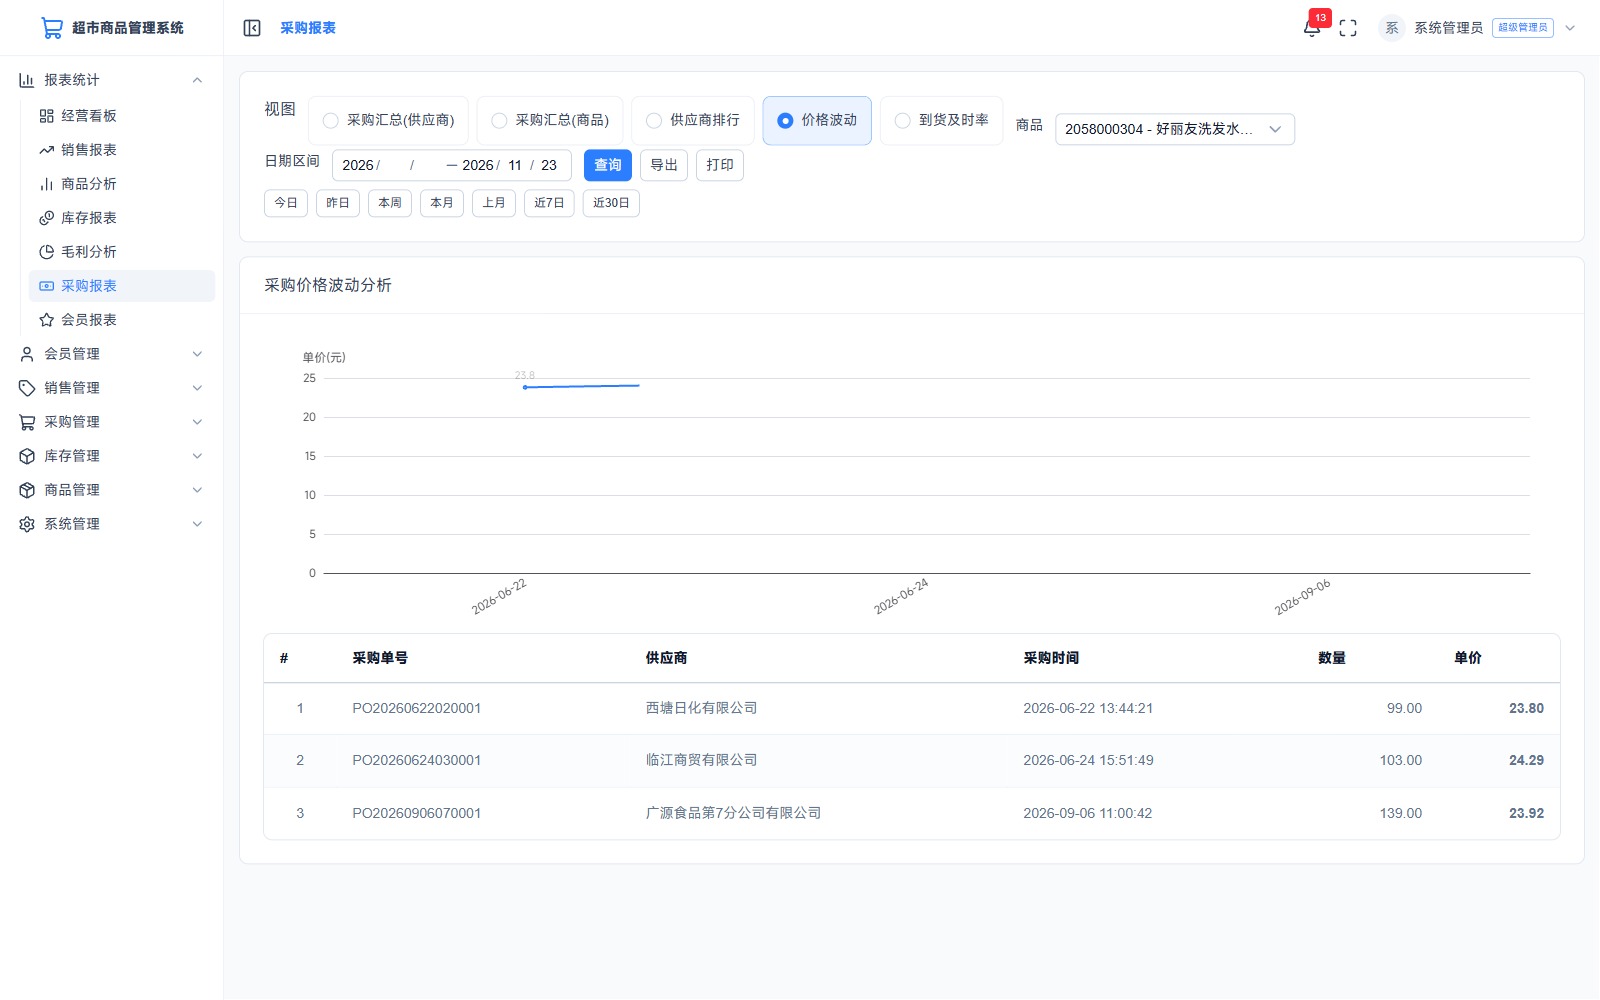 超市商品管理系统
采购报表
13
系 系统管理员 超级管理员
报表统计
经营看板
销售报表
商品分析
库存报表
毛利分析
采购报表
会员报表
会员管理
销售管理
采购管理
库存管理
商品管理
系统管理
视图 采购汇总(供应商) 采购汇总(商品) 供应商排行 价格波动 到货及时率 商品 2058000304 - 好丽友洗发水...
日期区间 2026/ / — 2026/ 11 / 23 查询 导出 打印
今日 昨日 本周 本月 上月 近7日 近30日
采购价格波动分析
单价(元)
25
20
15
10
5
0
23.8
2026-06-22 2026-06-24 2026-09-06
# 采购单号 供应商 采购时间 数量 单价
1 PO20260622020001 西塘日化有限公司 2026-06-22 13:44:21 99.00 23.80
2 PO20260624030001 临江商贸有限公司 2026-06-24 15:51:49 103.00 24.29
3 PO20260906070001 广源食品第7分公司有限公司 2026-09-06 11:00:42 139.00 23.92